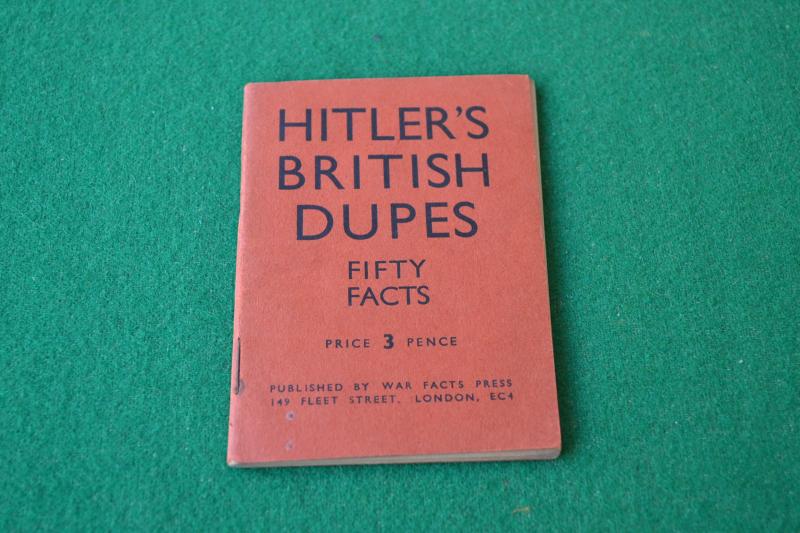 HITLER'S
BRITISH
DUPES
FIFTY
FACTS
PRICE 3 PENCE
PUBLISHED BY WAR FACTS PRESS
149 FLEET STREET, LONDON, EC4